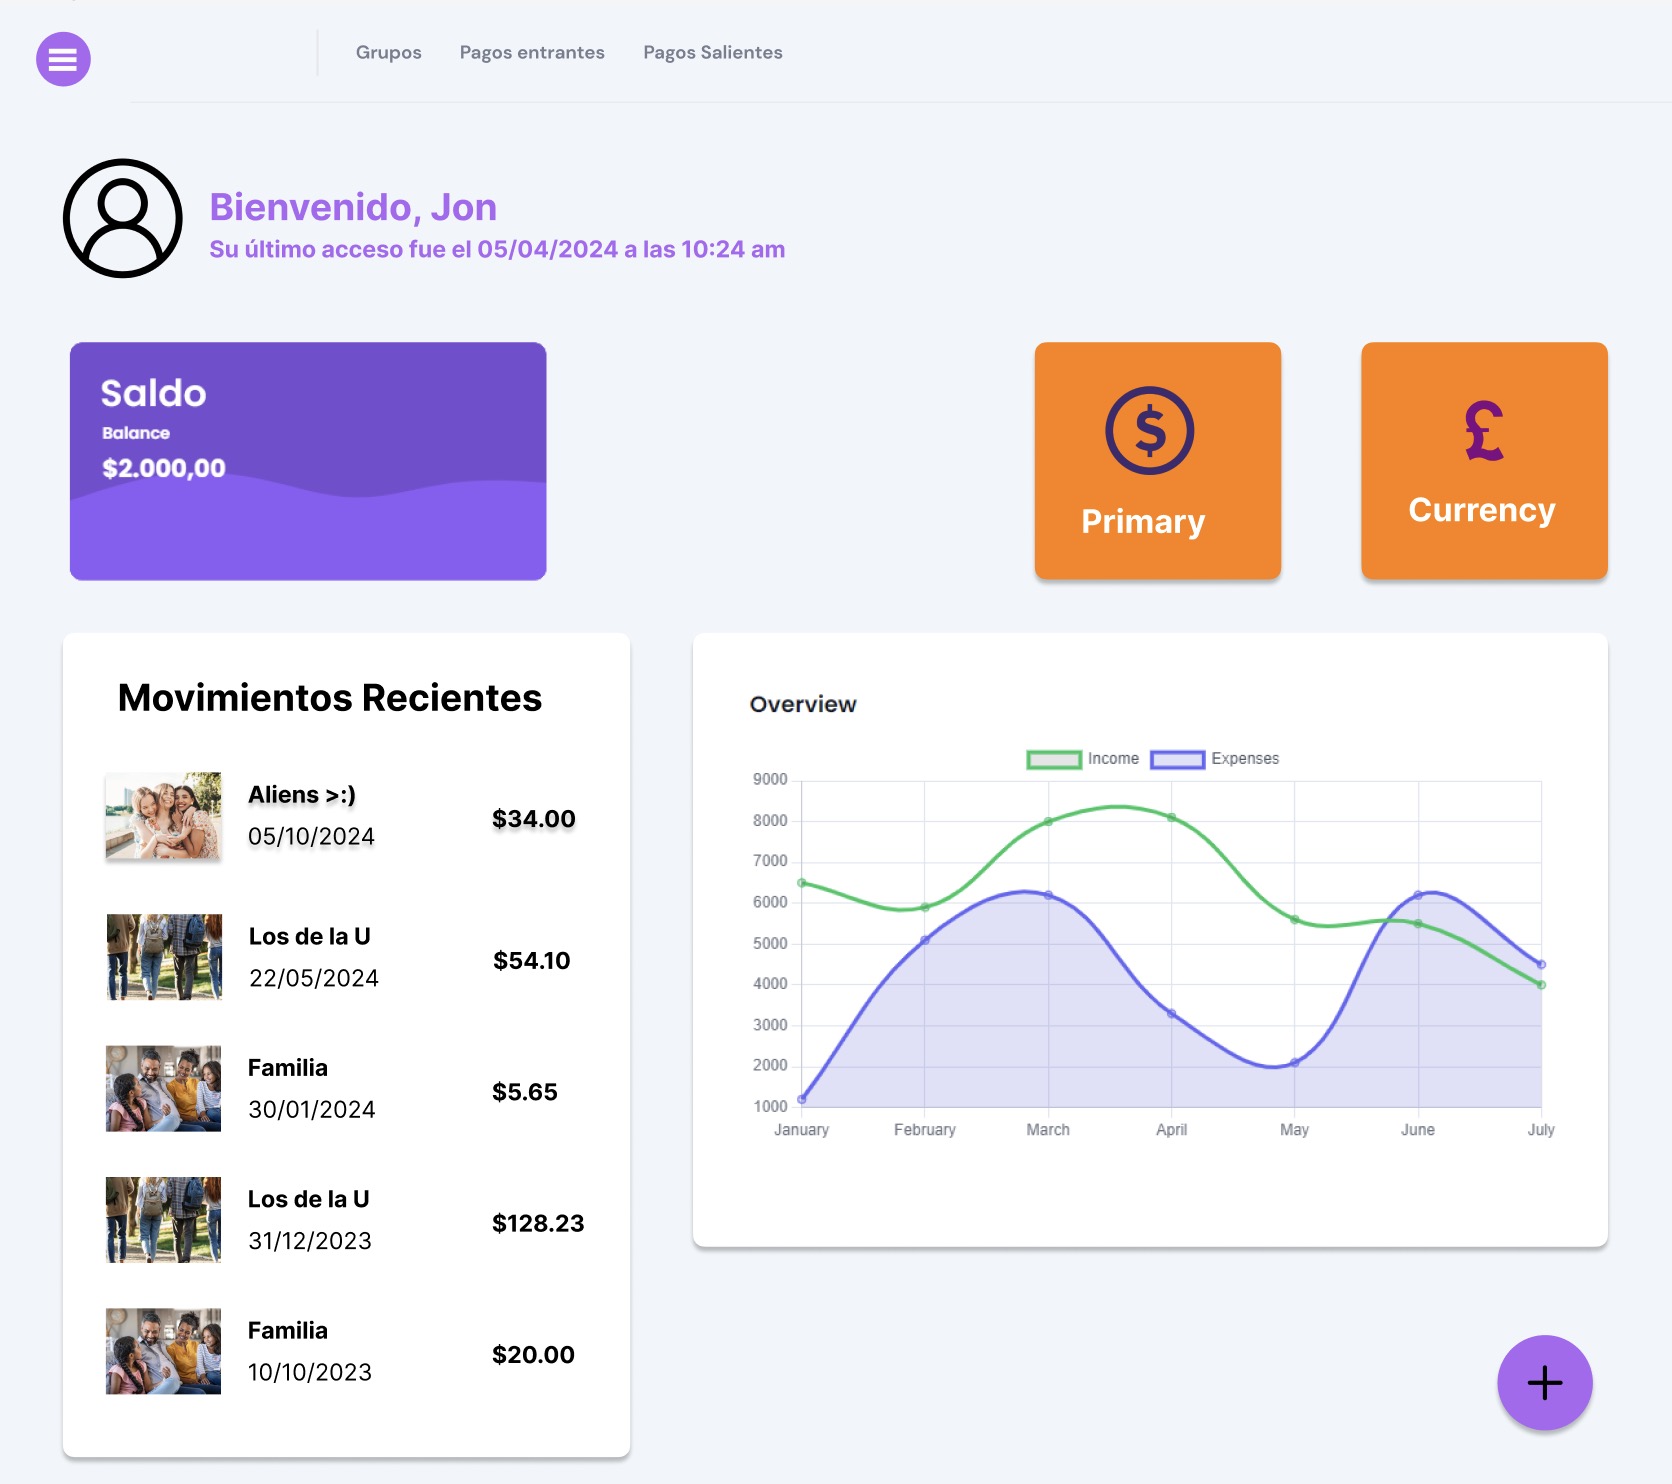 Grupos
Pagos entrantes
Pagos Salientes
Bienvenido, Jon
Su último acceso fue el 05/04/2024 a las 10:24 am
Saldo
Balance
$2.000,00
$
Primary
£
Currency
Movimientos Recientes
Aliens >:)
05/10/2024
$34.00
Los de la U
22/05/2024
$54.10
Familia
30/01/2024
$5.65
Los de la U
31/12/2023
$128.23
Familia
10/10/2023
$20.00
Overview
Income
Expenses
9000
8000
7000
6000
5000
4000
3000
2000
1000
January
February
March
April
May
June
July